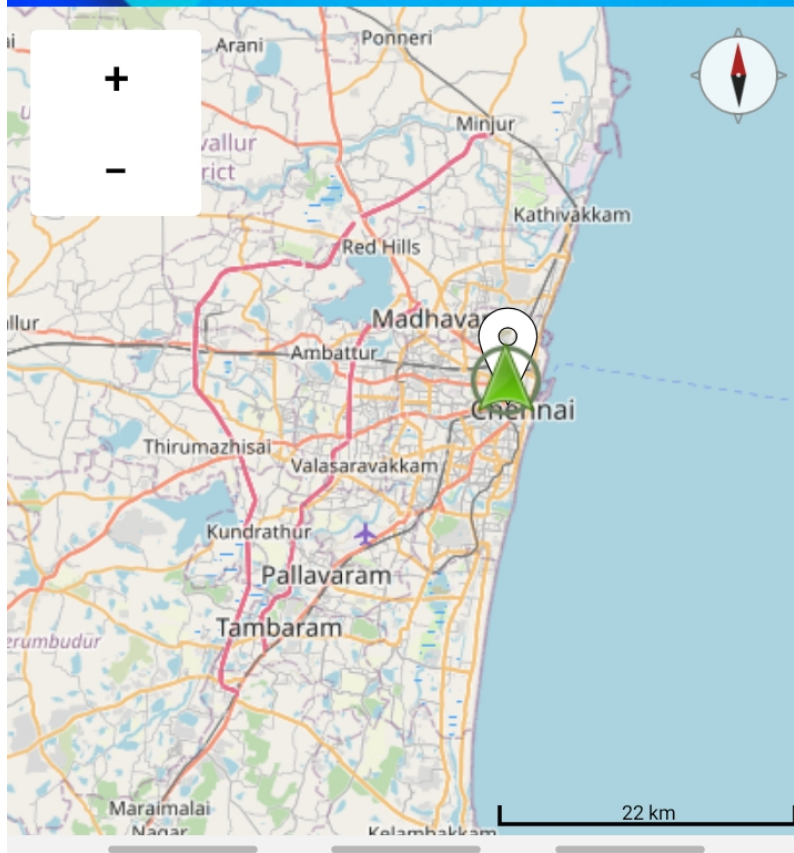 Arani
Ponneri
+
Minjur
vallur
rict
−
Kathivakkam
Red Hills
Madhava
llur
Ambattur
Chennai
Thirumazhisai
Valasaravakkam
Kundrathur
Pallavaram
Tambaram
erumbudur
Maraimalai
Nagar
Kelambakkam
22 km